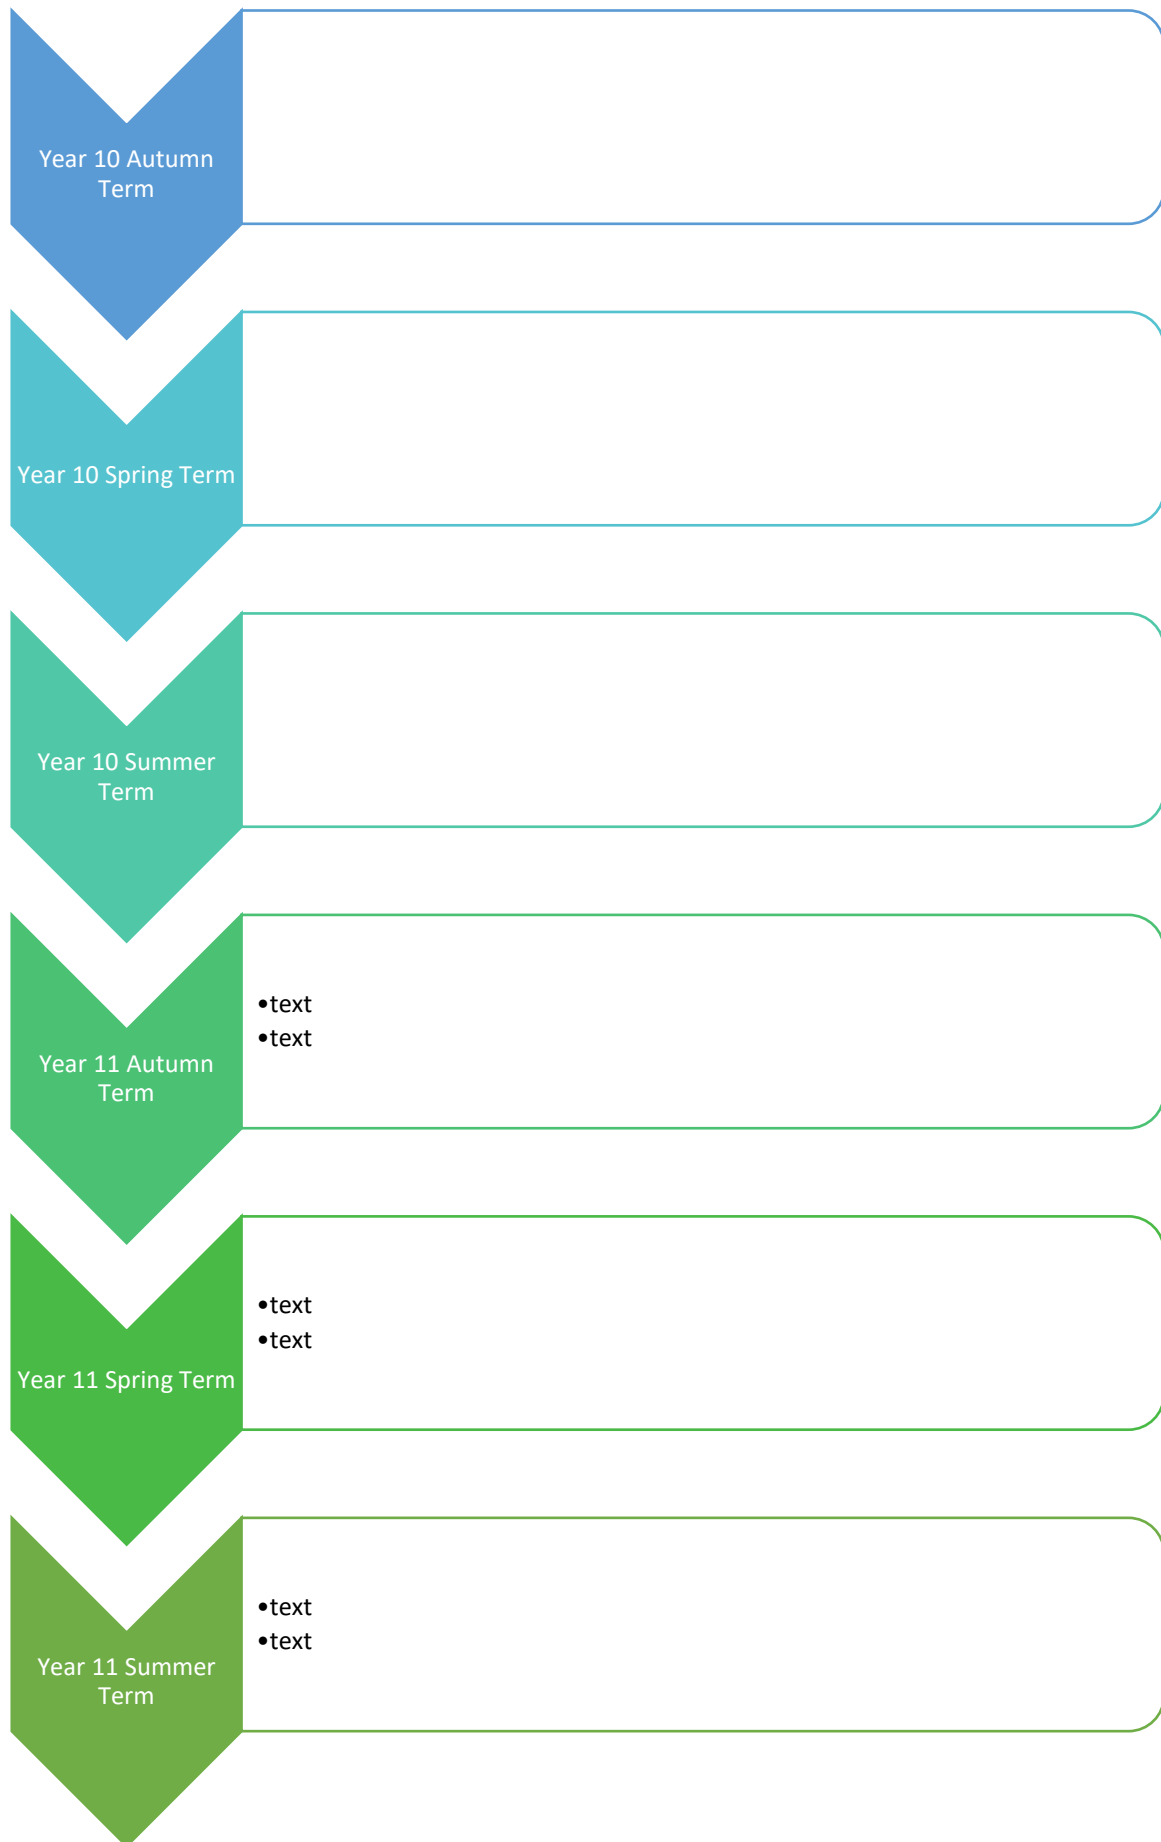 Year 10 Autumn
Term
Year 10 Spring Term
Year 10 Summer
Term
Year 11 Autumn
Term
•text
•text
Year 11 Spring Term
•text
•text
Year 11 Summer
Term
•text
•text